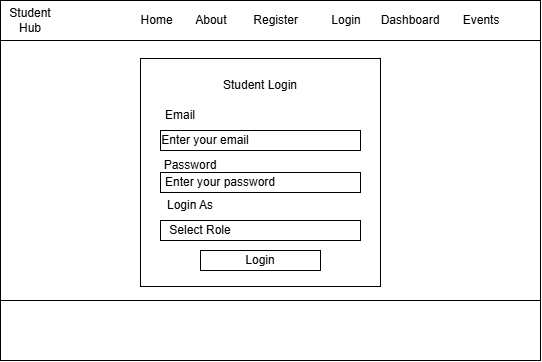 Student
Hub
Home About Register Login Dashboard Events
Student Login
Email
Enter your email
Password
Enter your password
Login As
Select Role
Login